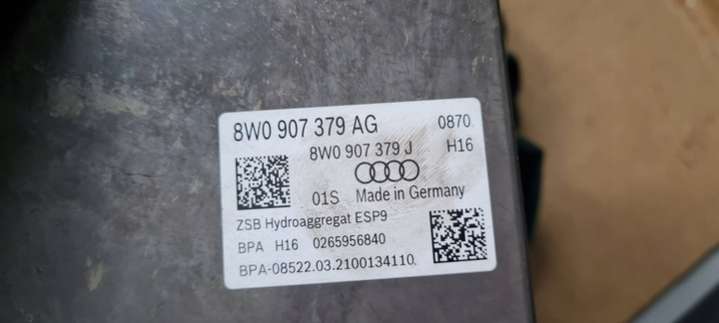 8W0 907 379 AG 0870
8W0 907 379 J H16
01S Made in Germany
ZSB Hydroaggregat ESP9
BPA H16 0265956840
BPA-08522.03.2100134110